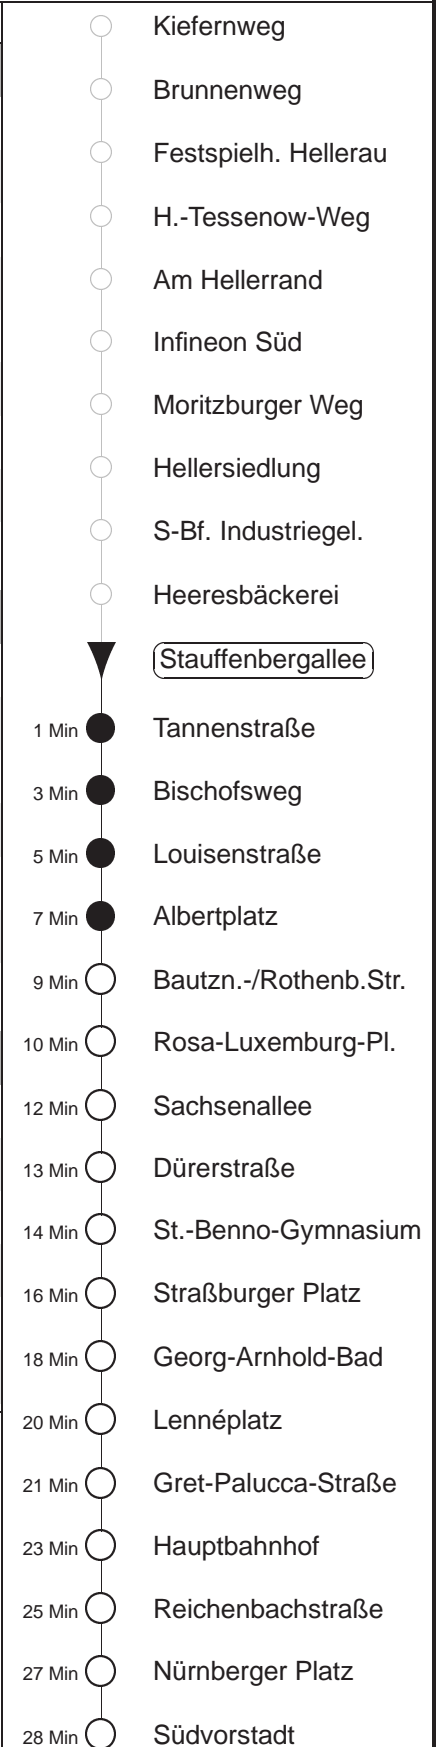 Kiefernweg
Brunnenweg
Festspielh. Hellerau
H.-Tessenow-Weg
Am Hellerrand
Infineon Süd
Moritzburger Weg
Hellersiedlung
S-Bf. Industriegel.
Heeresbäckerei
Stauffenbergallee
1 Min Tannenstraße
3 Min Bischofsweg
5 Min Louisenstraße
7 Min Albertplatz
9 Min Bautzn.-/Rothenb.Str.
10 Min Rosa-Luxemburg-Pl.
12 Min Sachsenallee
13 Min Dürerstraße
14 Min St.-Benno-Gymnasium
16 Min Straßburger Platz
18 Min Georg-Arnhold-Bad
20 Min Lennéplatz
21 Min Gret-Palucca-Straße
23 Min Hauptbahnhof
25 Min Reichenbachstraße
27 Min Nürnberger Platz
28 Min Südvorstadt